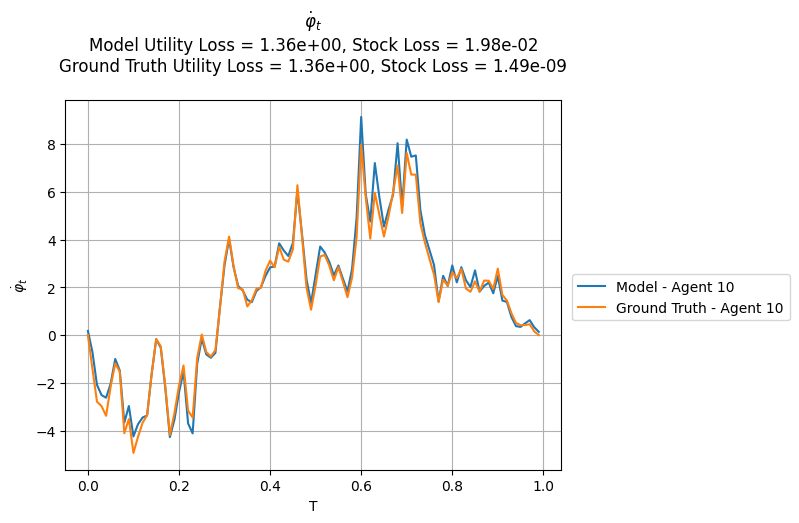 φ̇_t
Model Utility Loss = 1.36e+00, Stock Loss = 1.98e-02
Ground Truth Utility Loss = 1.36e+00, Stock Loss = 1.49e-09
φ̇_t
8
6
4
2
0
−2
−4
0.0 0.2 0.4 0.6 0.8 1.0
T
Model - Agent 10
Ground Truth - Agent 10